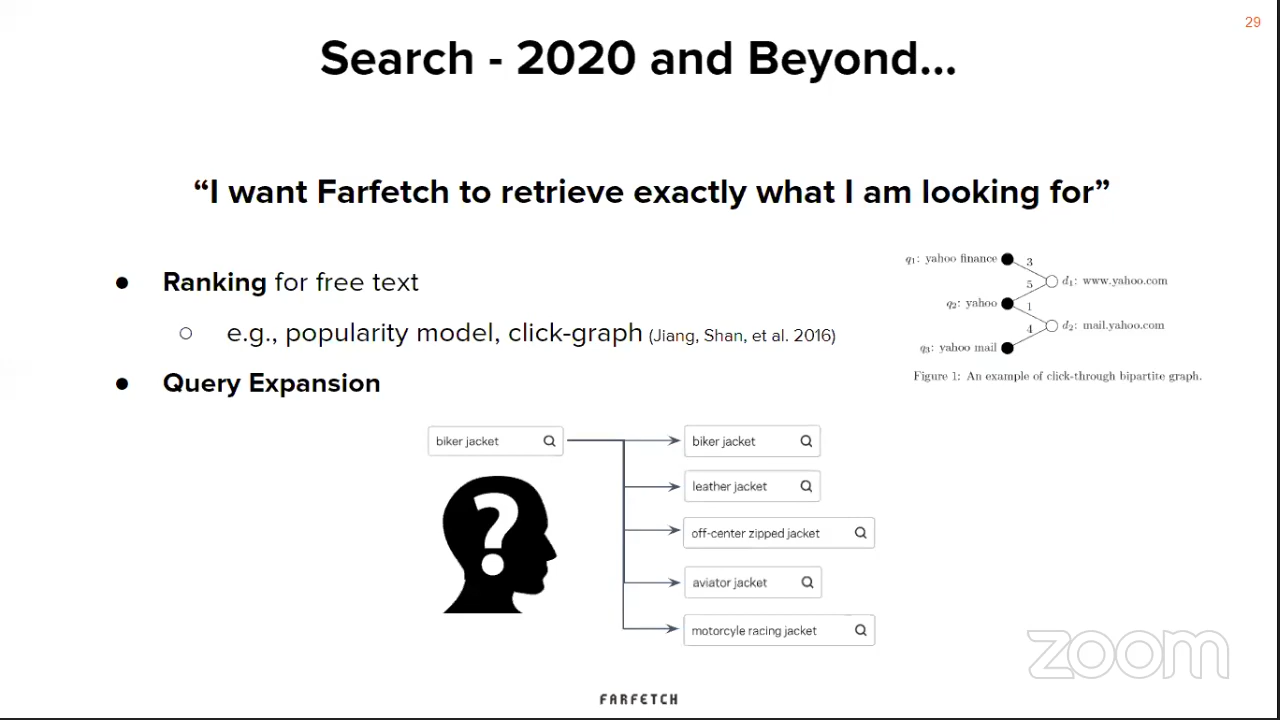 29
Search - 2020 and Beyond...
“I want Farfetch to retrieve exactly what I am looking for”
● Ranking for free text
○ e.g., popularity model, click-graph (Jiang, Shan, et al. 2016)
● Query Expansion
q1: yahoo finance
3
5
d1: www.yahoo.com
q2: yahoo
1
4
d2: mail.yahoo.com
q3: yahoo mail
Figure 1: An example of click-through bipartite graph.
biker jacket
?
biker jacket
leather jacket
off-center zipped jacket
aviator jacket
motorcyle racing jacket
zoom
FARFETCH